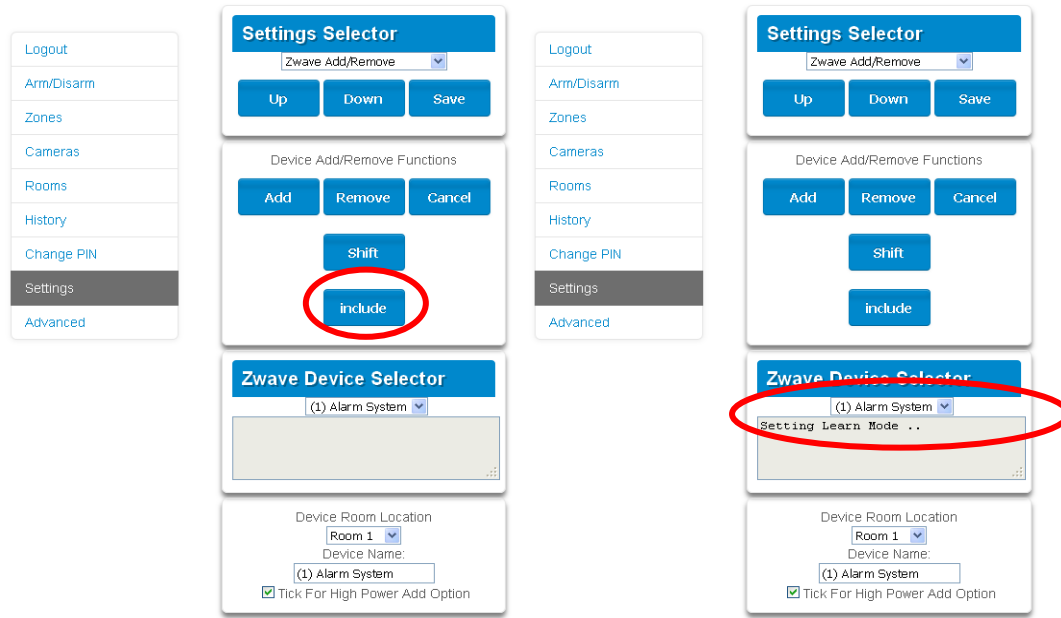 Logout
Arm/Disarm
Zones
Cameras
Rooms
History
Change PIN
Settings
Advanced
Settings Selector
Zwave Add/Remove
Up Down Save
Device Add/Remove Functions
Add Remove Cancel
Shift
include
Zwave Device Selector
(1) Alarm System
Device Room Location
Room 1
Device Name:
(1) Alarm System
Tick For High Power Add Option
Logout
Arm/Disarm
Zones
Cameras
Rooms
History
Change PIN
Settings
Advanced
Settings Selector
Zwave Add/Remove
Up Down Save
Device Add/Remove Functions
Add Remove Cancel
Shift
include
Zwave Device Selector
(1) Alarm System
Setting Learn Mode ..
Device Room Location
Room 1
Device Name:
(1) Alarm System
Tick For High Power Add Option